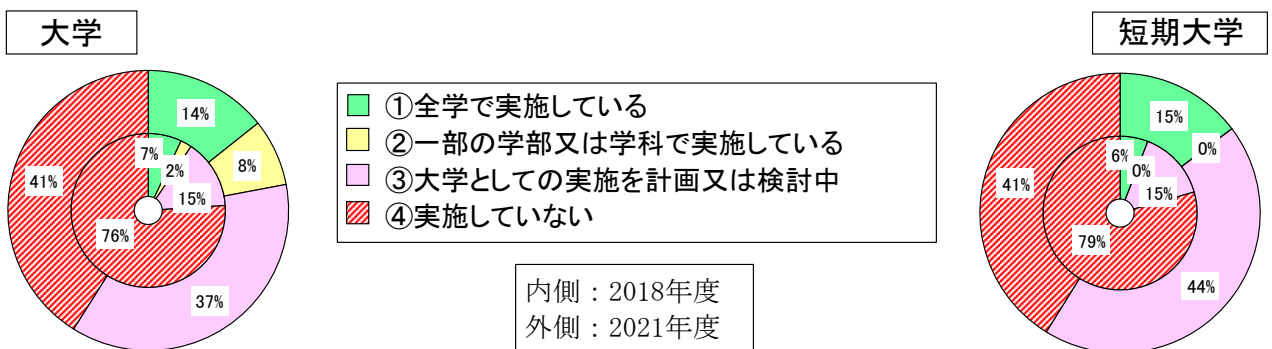 大学
短期大学
14%
8%
37%
41%
7%
2%
15%
76%
①全学で実施している
②一部の学部又は学科で実施している
③大学としての実施を計画又は検討中
④実施していない
内側：2018年度
外側：2021年度
15%
0%
44%
41%
6%
0%
15%
79%